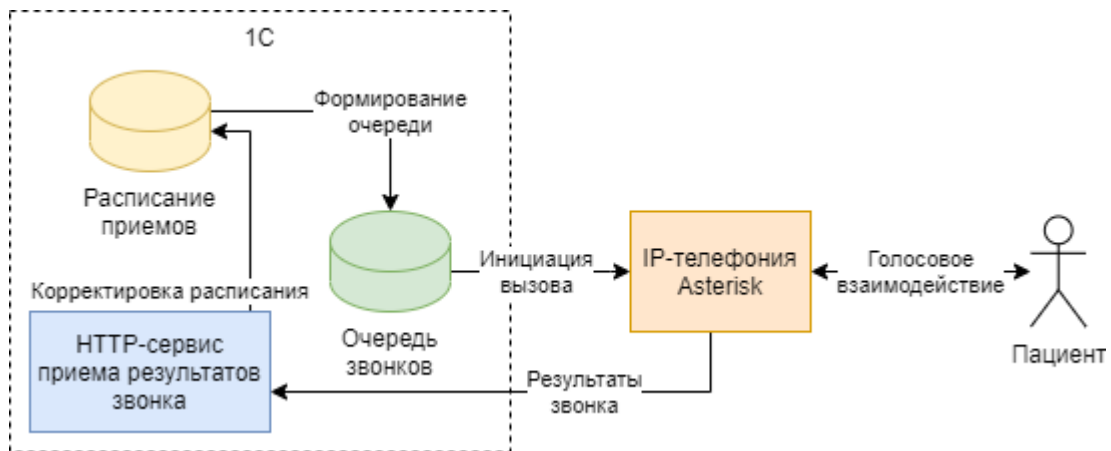 1С
Формирование
очереди
Расписание
приемов
Инициация
вызова
IP-телефония
Asterisk
Голосовое
взаимодействие
Корректировка расписания
HTTP-сервис
приема результатов
звонка
Очередь
звонков
Результаты
звонка
Пациент